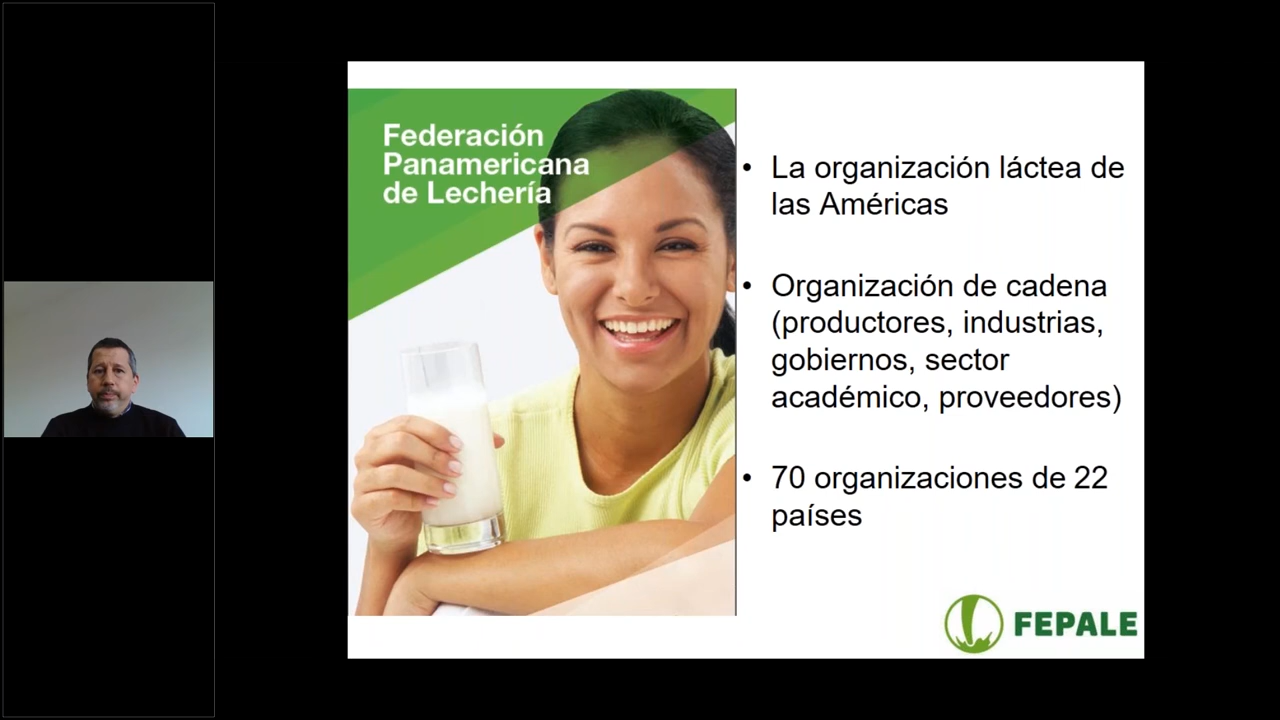 Federación
Panamericana
de Lechería
• La organización láctea de
las Américas
• Organización de cadena
(productores, industrias,
gobiernos, sector
académico, proveedores)
• 70 organizaciones de 22
países
FEPALE